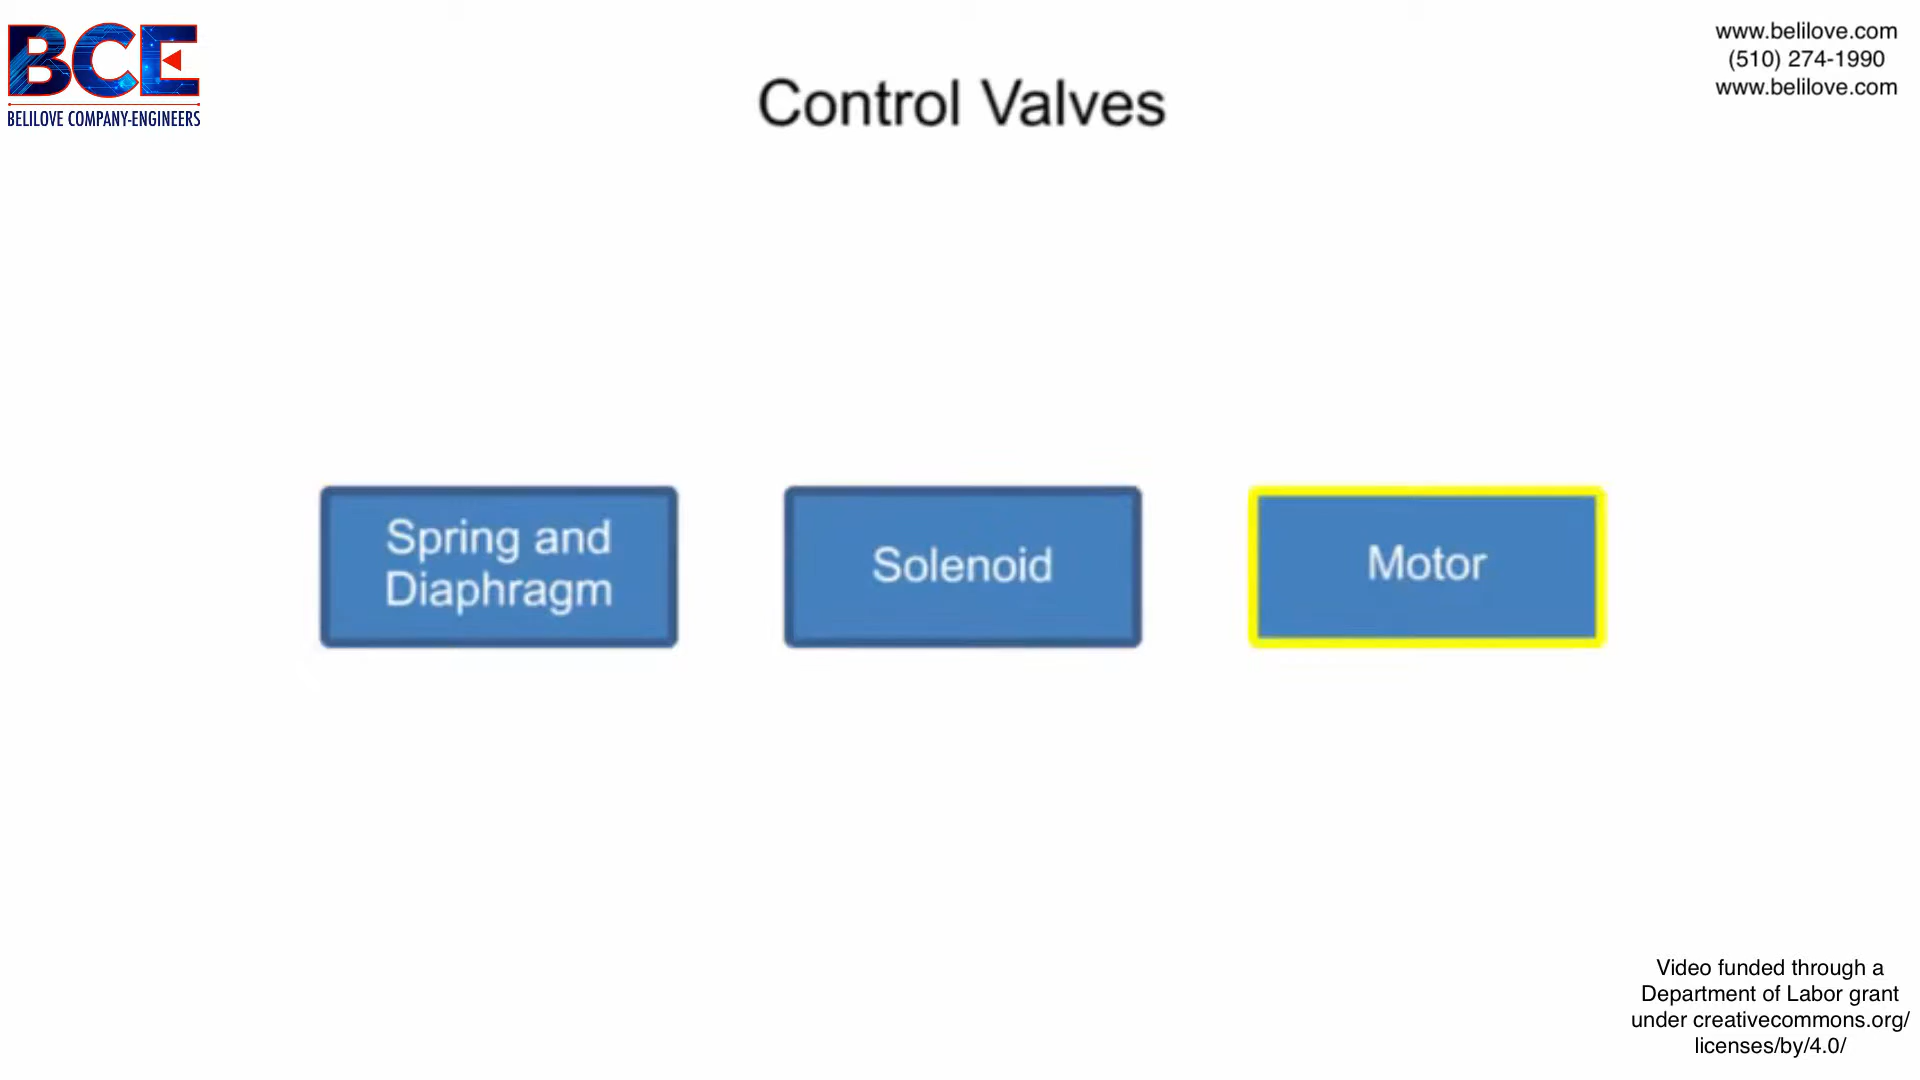 BCE
BELILOVE COMPANY-ENGINEERS
www.belilove.com
(510) 274-1990
www.belilove.com
Control Valves
Spring and
Diaphragm
Solenoid
Motor
Video funded through a
Department of Labor grant
under creativecommons.org/
licenses/by/4.0/